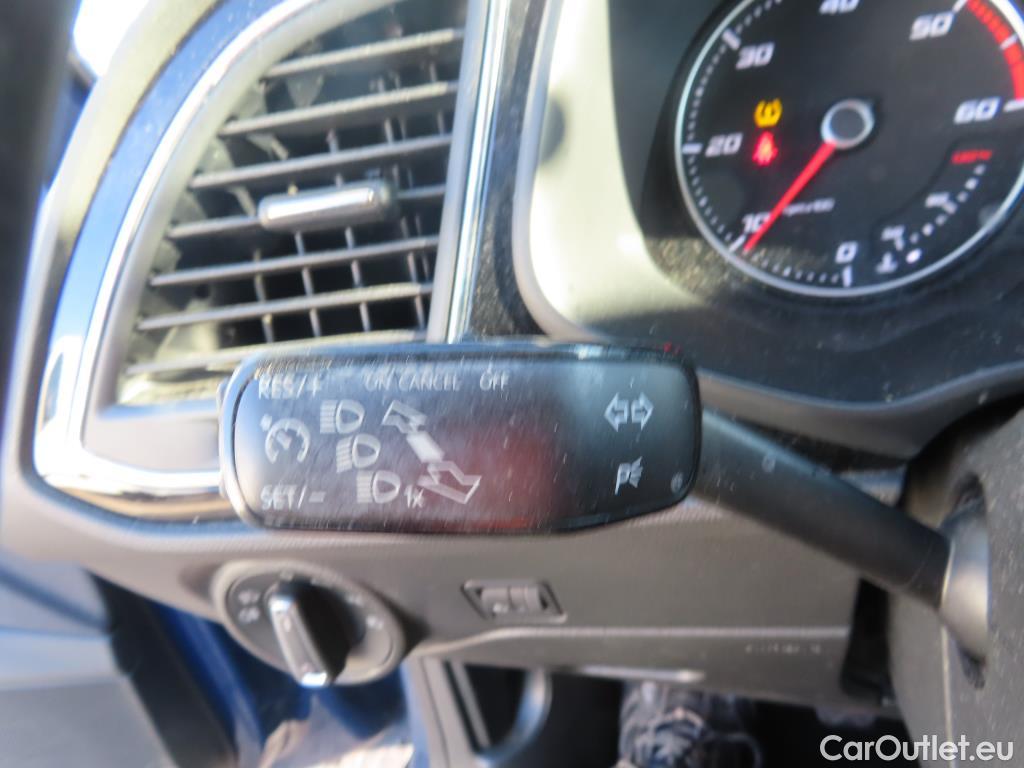 40
50
30
60
20
10
0
RES/+ ON CANCEL OFF
SET/-
1x
P
CarOutlet.eu